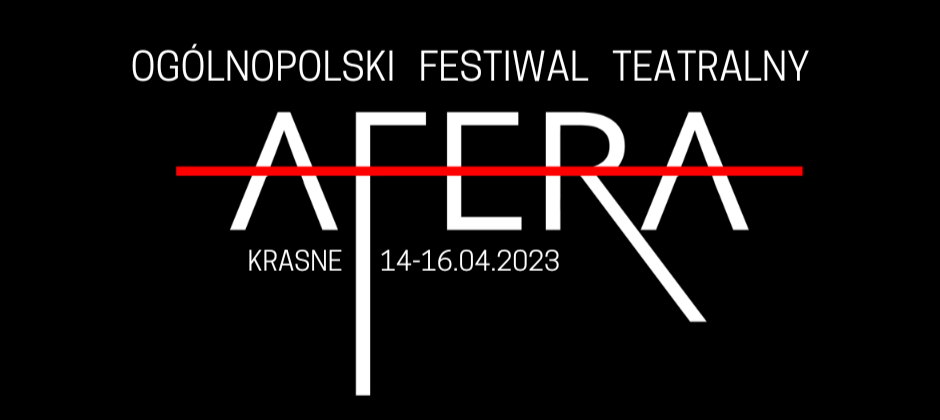 OGÓLNOPOLSKI FESTIWAL TEATRALNY
AFERA
KRASNE 14-16.04.2023